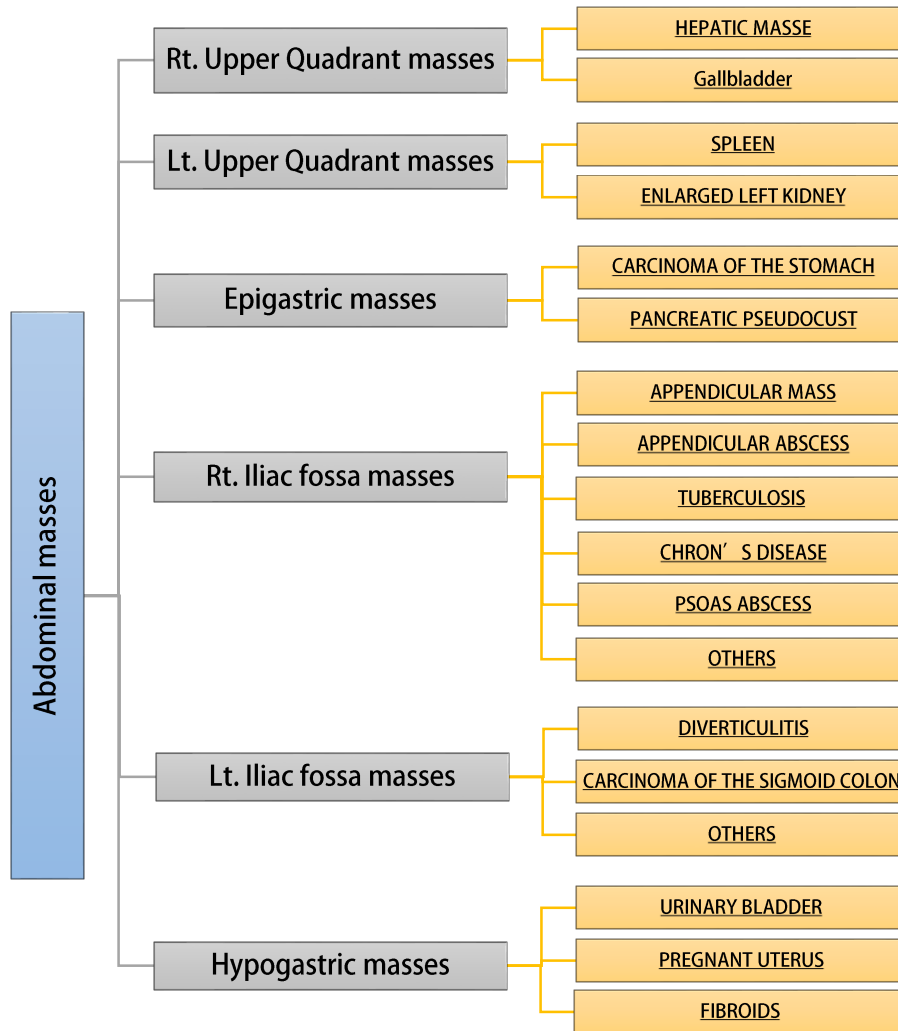 Abdominal masses
Rt. Upper Quadrant masses
HEPATIC MASSE
Gallbladder
Lt. Upper Quadrant masses
SPLEEN
ENLARGED LEFT KIDNEY
Epigastric masses
CARCINOMA OF THE STOMACH
PANCREATIC PSEUDOCUST
Rt. Iliac fossa masses
APPENDICULAR MASS
APPENDICULAR ABSCESS
TUBERCULOSIS
CHRON’S DISEASE
PSOAS ABSCESS
OTHERS
Lt. Iliac fossa masses
DIVERTICULITIS
CARCINOMA OF THE SIGMOID COLON
OTHERS
Hypogastric masses
URINARY BLADDER
PREGNANT UTERUS
FIBROIDS